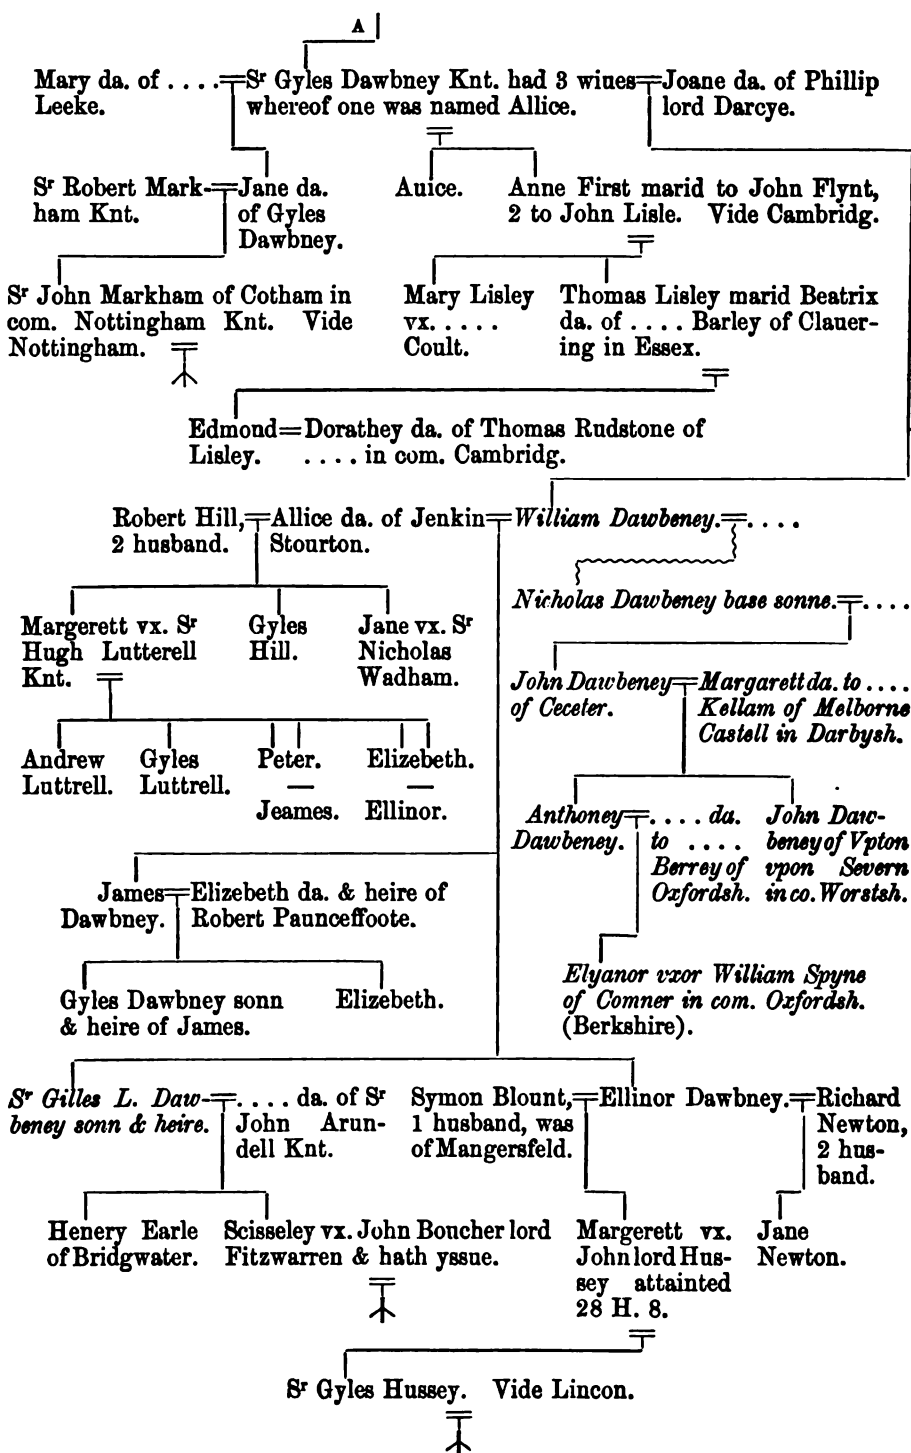 A
Mary da. of . . . . Sʳ Gyles Dawbney Knt. had 3 wiues Joane da. of Phillip
Leeke. whereof one was named Allice. lord Darcye.
Sʳ Robert Mark- Jane da. Auice. Anne First marid to John Flynt,
ham Knt. of Gyles 2 to John Lisle. Vide Cambridg.
Dawbney.
Sʳ John Markham of Cotham in Mary Lisley Thomas Lisley marid Beatrix
com. Nottingham Knt. Vide vx. . . . . . da. of . . . . Barley of Clauer-
Nottingham. Coult. ing in Essex.
Edmond=Dorathey da. of Thomas Rudstone of
Lisley. . . . . in com. Cambridg.
Robert Hill, Allice da. of Jenkin William Dawbeney. . . . .
2 husband. Stourton.
Nicholas Dawbeney base sonne. . . . .
Margerett vx. Sʳ Gyles Jane vx. Sʳ
Hugh Lutterell Hill. Nicholas
Knt. Wadham.
John Dawbeney Margarett da. to . . . .
of Ceceter. Kellam of Melborne
Castell in Darbysh.
Andrew Gyles Peter. Elizebeth.
Luttrell. Luttrell. — —
Jeames. Ellinor.
Anthoney . . . . da. John Daw-
Dawbeney. to . . . . beney of Vpton
Berrey of vpon Severn
Oxfordsh. in co. Worstsh.
James Elizebeth da. & heire of
Dawbney. Robert Paunceffoote.
Elyanor vxor William Spyne
of Comner in com. Oxfordsh.
(Berkshire).
Gyles Dawbney sonn Elizebeth.
& heire of James.
Sʳ Gilles L. Daw- . . . . da. of Sʳ Symon Blount, Ellinor Dawbney. Richard
beney sonn & heire. John Arun- 1 husband, was Newton,
dell Knt. of Mangersfeld. 2 hus-
band.
Henery Earle Scisseley vx. John Boucher lord Margerett vx. Jane
of Bridgwater. Fitzwarren & hath yssue. John lord Hus- Newton.
sey attainted
28 H. 8.
Sʳ Gyles Hussey. Vide Lincon.